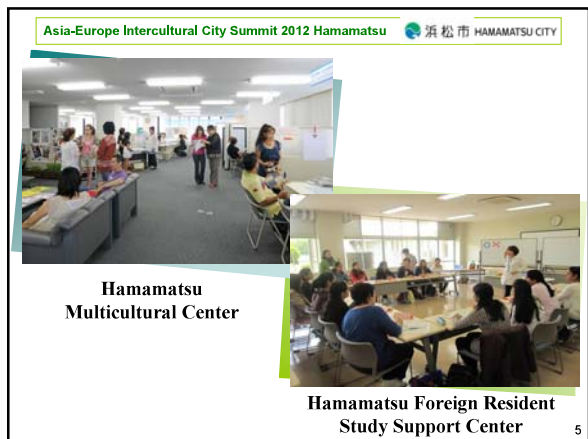 Asia-Europe Intercultural City Summit 2012 Hamamatsu
浜松市 HAMAMATSU CITY
Hamamatsu
Multicultural Center
Hamamatsu Foreign Resident
Study Support Center
5